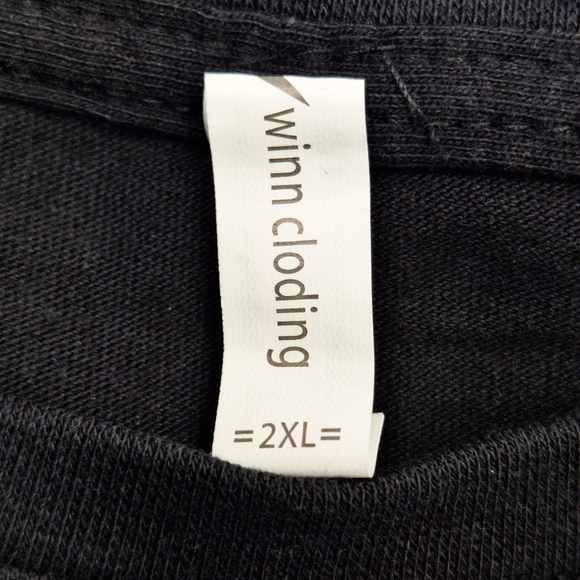 winn cloding
=2XL=